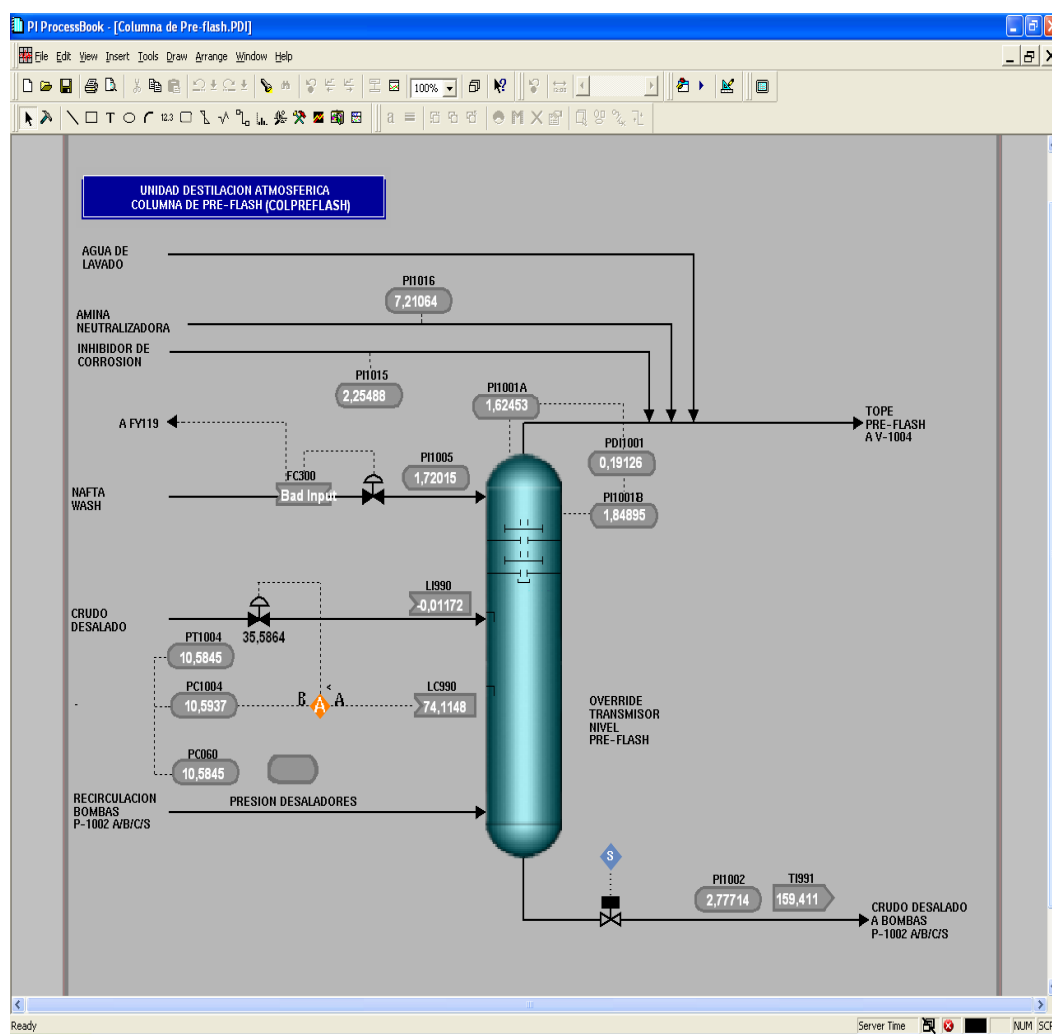 PI ProcessBook - [Columna de Pre-flash.PDI]
File Edit View Insert Tools Draw Arrange Window Help
100%
T 12.3
a =
UNIDAD DESTILACION ATMOSFERICA
COLUMNA DE PRE-FLASH (COLPREFLASH)
AGUA DE
LAVADO
PI1016
7,21064
AMINA
NEUTRALIZADORA
INHIBIDOR DE
CORROSION
PI1015
2,25488
PI1001A
1,62453
TOPE
PRE-FLASH
A V-1004
A FY119
PDI1001
0,19126
PI1005
1,72015
FC300
Bad Input
NAFTA
WASH
PI1001B
1,84895
LI990
-0,01172
CRUDO
DESALADO
35,5864
PT1004
10,5845
PC1004
10,5937
B A < A
LC990
74,1148
OVERRIDE
TRANSMISOR
NIVEL
PRE-FLASH
PC060
10,5845
RECIRCULACION
BOMBAS
P-1002 A/B/C/S
PRESION DESALADORES
S
PI1002
2,77714
TI991
159,411
CRUDO DESALADO
A BOMBAS
P-1002 A/B/C/S
Ready
Server Time
NUM
SCR